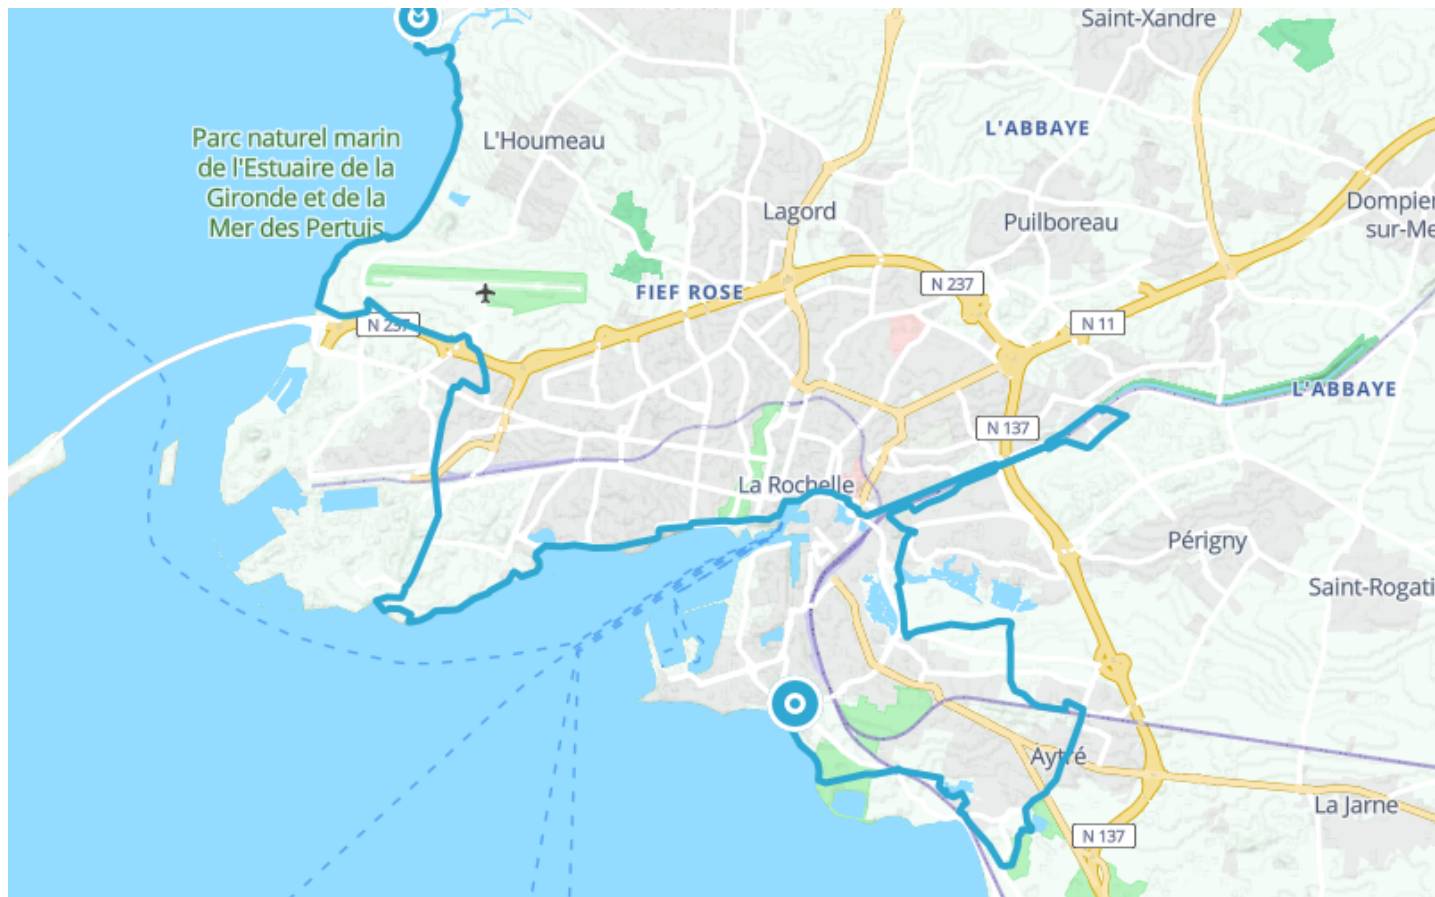 Saint-Xandre
Parc naturel marin
de l'Estuaire de la
Gironde et de la
Mer des Pertuis
L'Houmeau
L'ABBAYE
Lagord
Puilboreau
Dompier
sur-Me
FIEF ROSE
N 237
N 237
N 11
L'ABBAYE
N 137
La Rochelle
Périgny
Saint-Rogati
Aytré
La Jarne
N 137